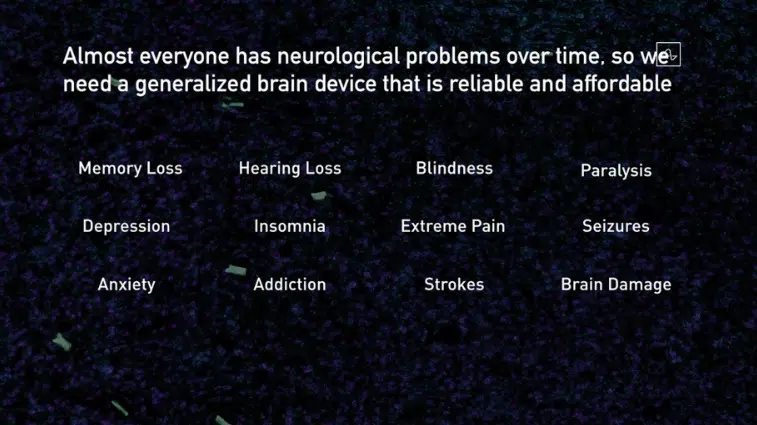 Almost everyone has neurological problems over time, so we
need a generalized brain device that is reliable and affordable
Memory Loss Hearing Loss Blindness Paralysis
Depression Insomnia Extreme Pain Seizures
Anxiety Addiction Strokes Brain Damage